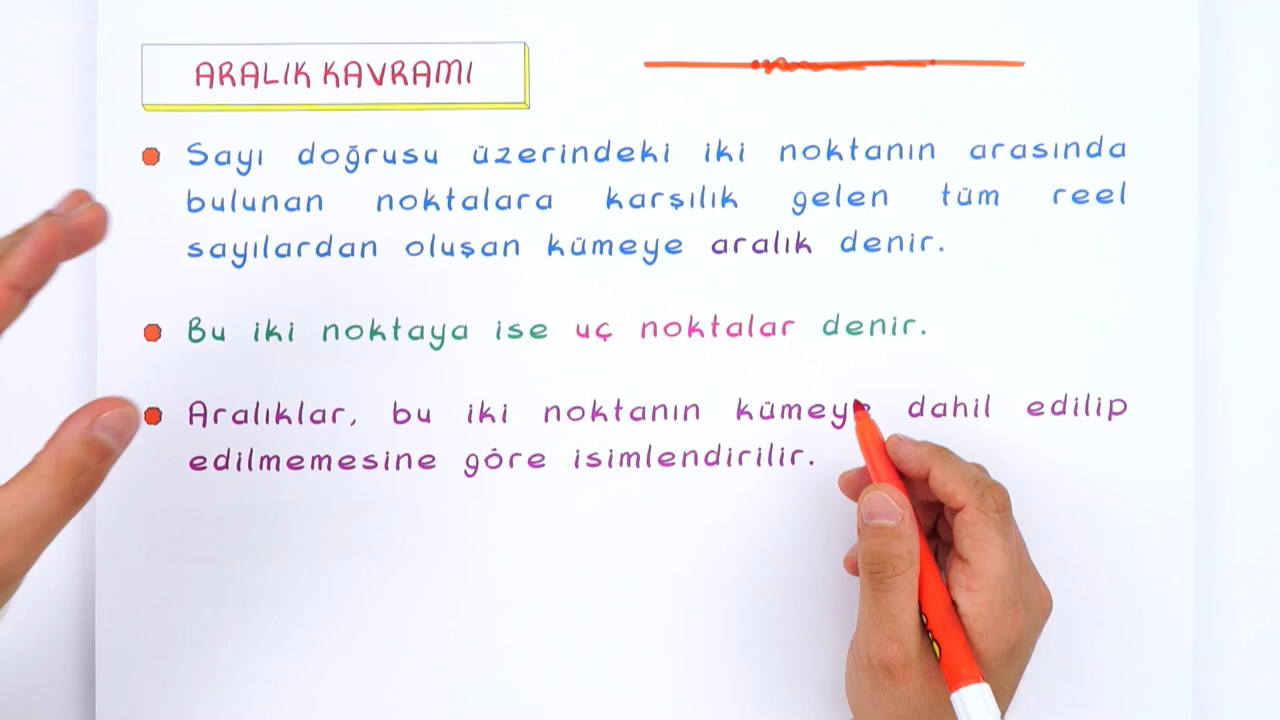 ARALIK KAVRAMI
Sayı doğrusu üzerindeki iki noktanın arasında
bulunan noktalara karşılık gelen tüm reel
sayılardan oluşan kümeye aralık denir.
Bu iki noktaya ise uç noktalar denir.
Aralıklar, bu iki noktanın kümeye dahil edilip
edilmemesine göre isimlendirilir.